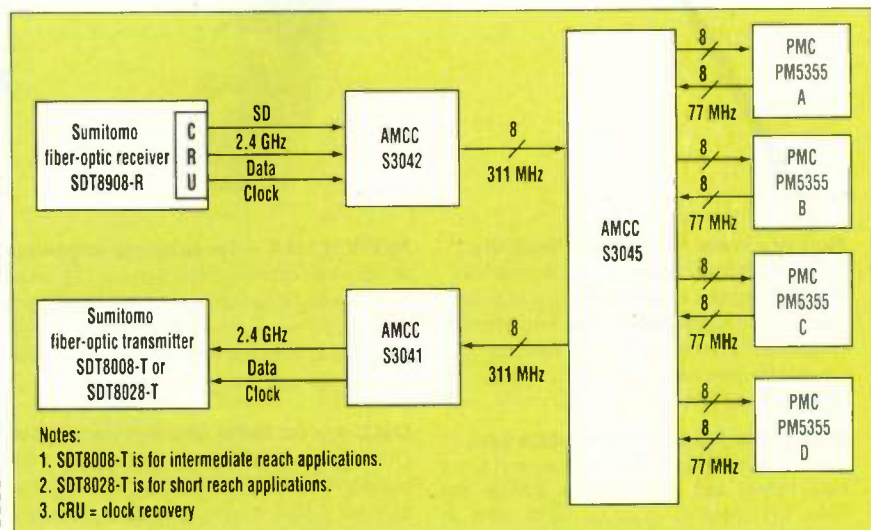 Sumitomo
fiber-optic receiver
SDT8908-R
C
R
U
SD
2.4 GHz
Data
Clock
AMCC
S3042
8
311 MHz
Sumitomo
fiber-optic transmitter
SDT8008-T or
SDT8028-T
2.4 GHz
Data
Clock
AMCC
S3041
8
311 MHz
AMCC
S3045
8
8
77 MHz
PMC
PM5355
A
8
8
77 MHz
PMC
PM5355
B
8
8
77 MHz
PMC
PM5355
C
8
8
77 MHz
PMC
PM5355
D
Notes:
1. SDT8008-T is for intermediate reach applications.
2. SDT8028-T is for short reach applications.
3. CRU = clock recovery